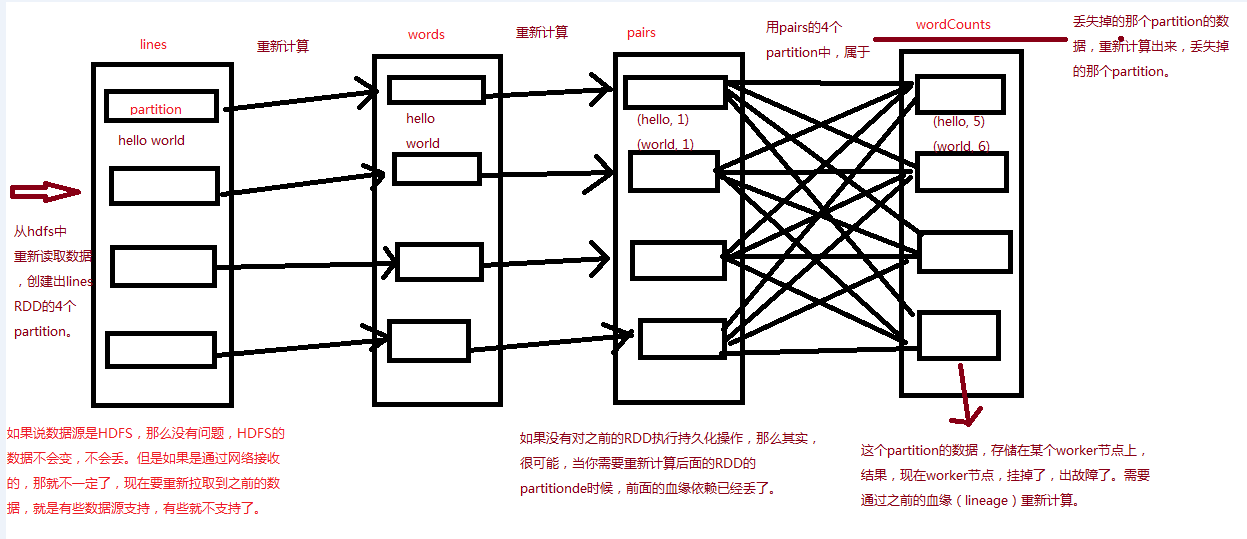 lines
重新计算
words
重新计算
pairs
用pairs的4个
partition中，属于
wordCounts
丢失掉的那个partition的数
据，重新计算出来，丢失掉
的那个partition。
partition
hello world
hello
world
(hello, 1)
(world, 1)
(hello, 5)
(world, 6)
从hdfs中
重新读取数据
，创建出lines
RDD的4个
partition。
如果说数据源是HDFS，那么没有问题，HDFS的
数据不会变，不会丢。但是如果是通过网络接收
的，那就不一定了，现在要重新拉取到之前的数
据，就是有些数据源支持，有些就不支持了。
如果没有对之前的RDD执行持久化操作，那么其实，
很可能，当你需要重新计算后面的RDD的
partitionde时候，前面的血缘依赖已经丢了。
这个partition的数据，存储在某个worker节点上，
结果，现在worker节点，挂掉了，出故障了。需要
通过之前的血缘（lineage）重新计算。